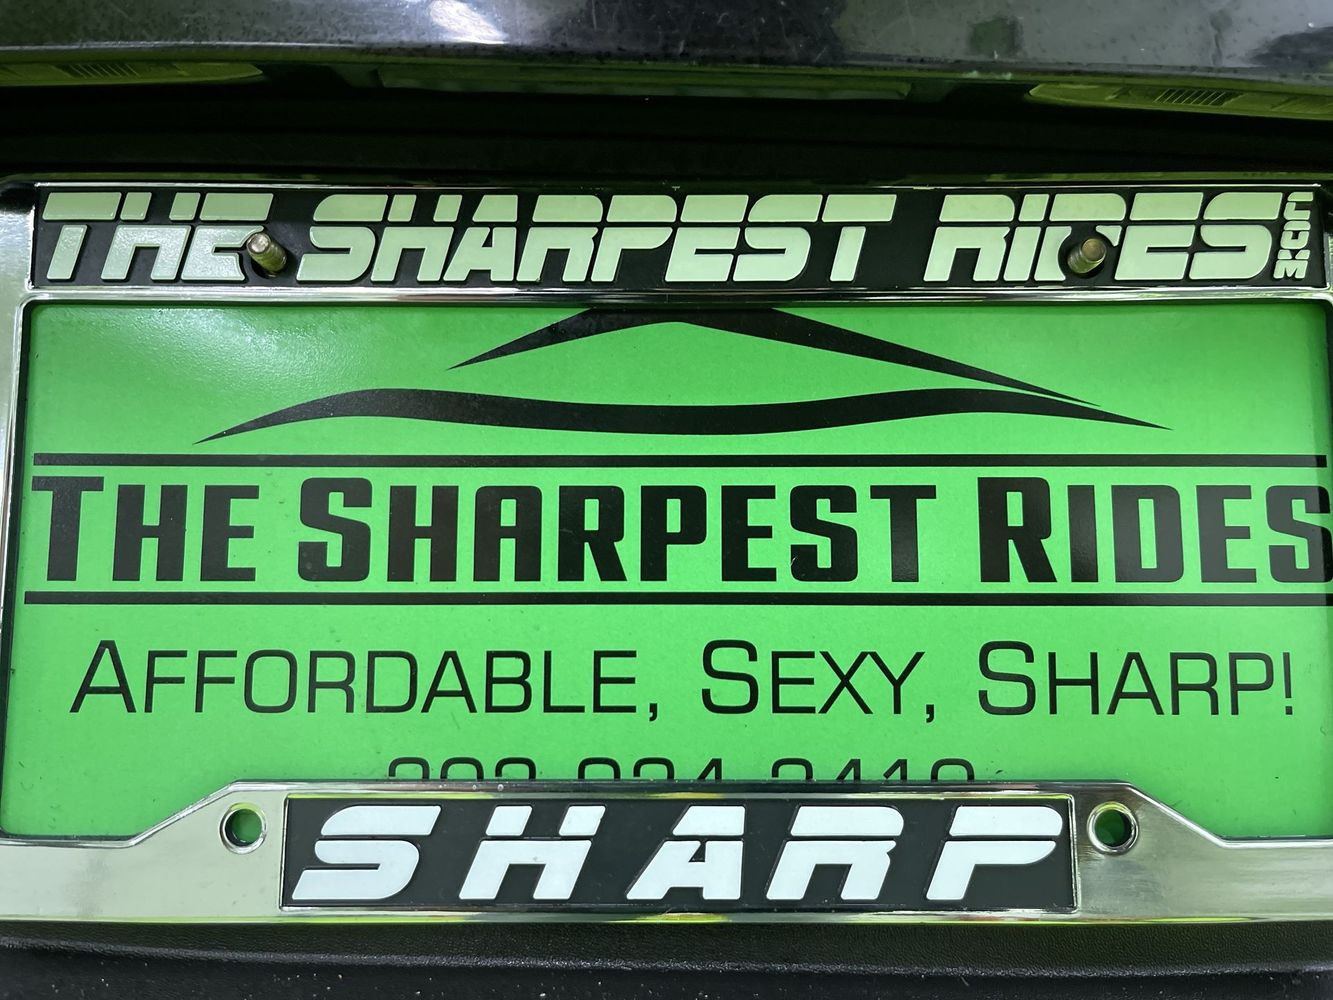 THE SHARPEST RIDES.COM
THE SHARPEST RIDES
AFFORDABLE, SEXY, SHARP!
SHARP